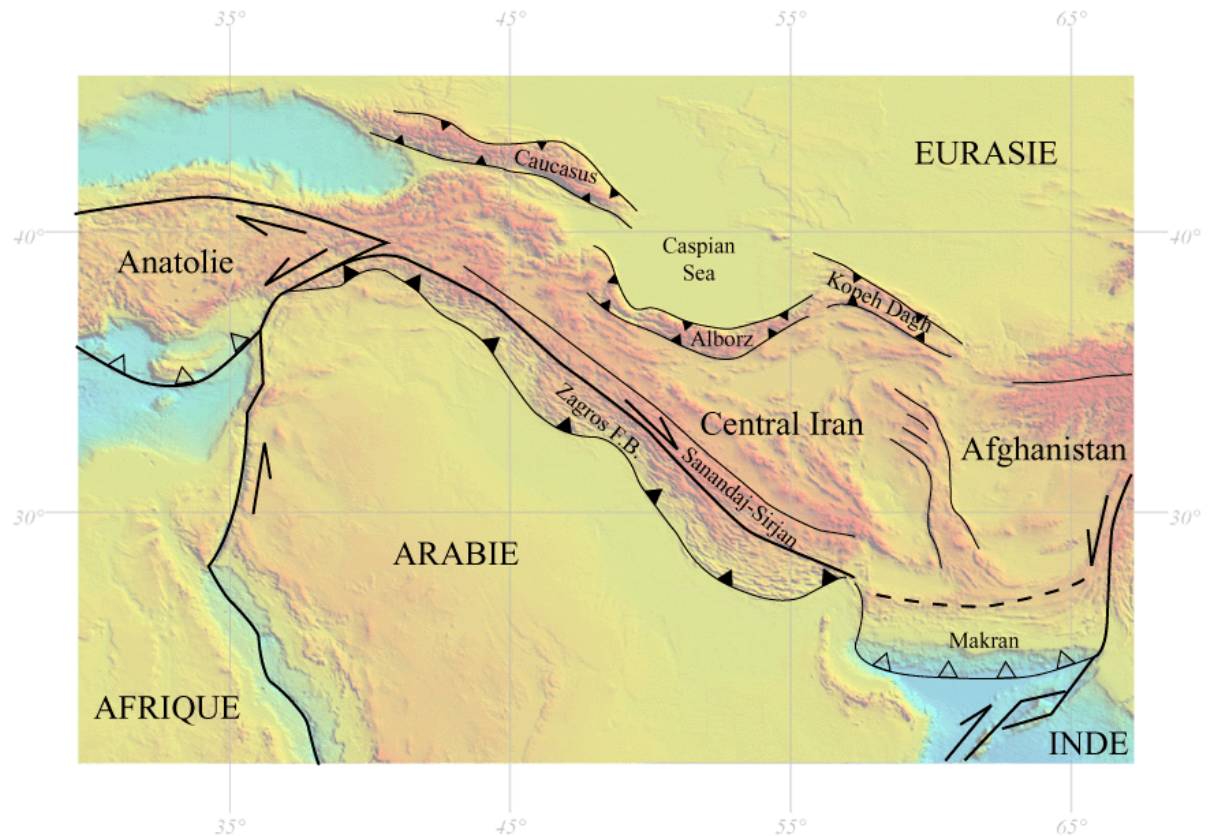 35°
45°
55°
65°
EURASIE
Caucasus
40°
40°
Caspian
Sea
Anatolie
Kopeh Dagh
Alborz
Zagros F.B.
Central Iran
Afghanistan
Sanandaj-Sirjan
30°
30°
ARABIE
Makran
AFRIQUE
INDE
35°
45°
55°
65°